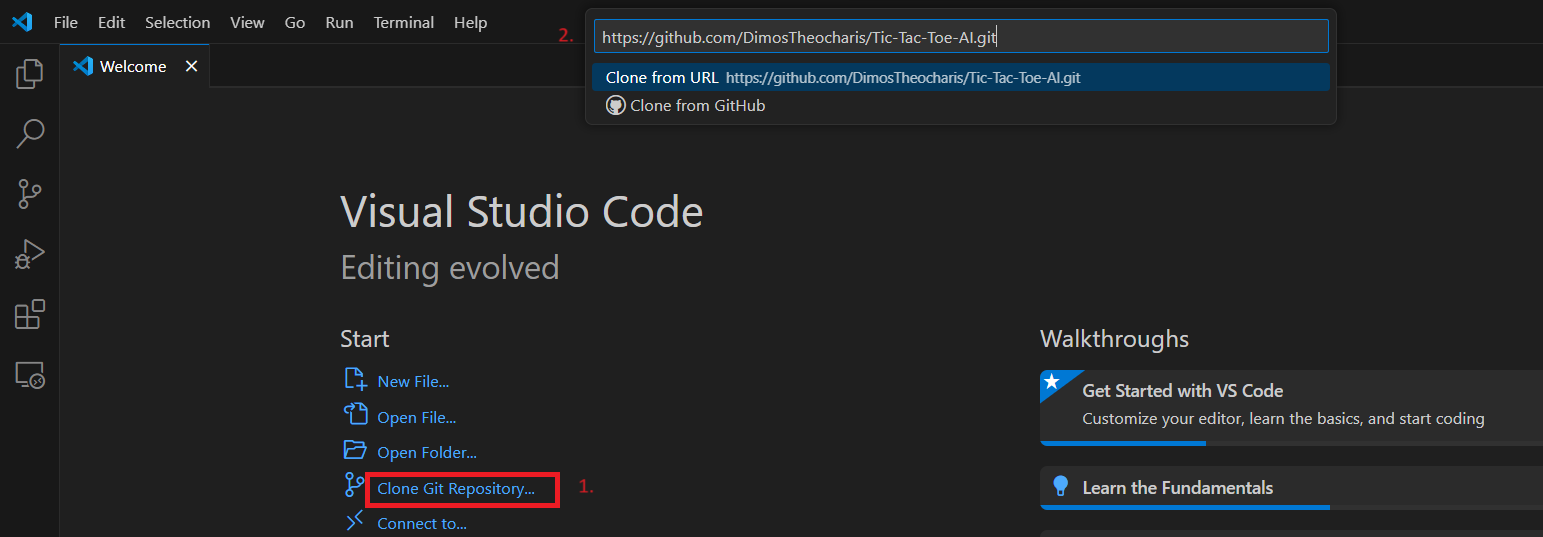 File Edit Selection View Go Run Terminal Help
2.
https://github.com/DimosTheocharis/Tic-Tac-Toe-AI.git
Welcome
Clone from URL https://github.com/DimosTheocharis/Tic-Tac-Toe-AI.git
Clone from GitHub
Visual Studio Code
Editing evolved
Start
New File...
Open File...
Open Folder...
Clone Git Repository...
1.
Connect to...
Walkthroughs
Get Started with VS Code
Customize your editor, learn the basics, and start coding
Learn the Fundamentals